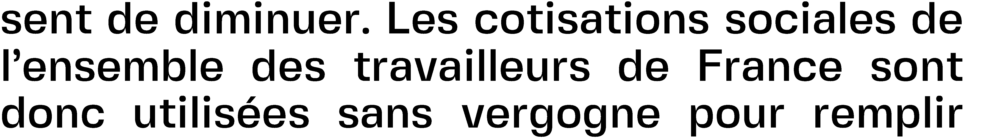 sent de diminuer. Les cotisations sociales de
l’ensemble des travailleurs de France sont
donc utilisées sans vergogne pour remplir